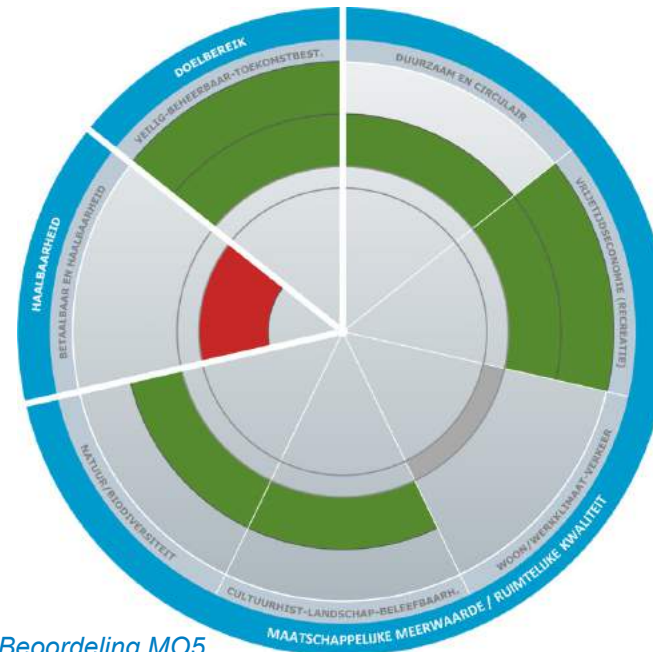 DOELBEREIK
VEILIG-BEHEERBAAR-TOEKOMSTBEST.
DUURZAAM EN CIRCULAIR
VRIJETIJDSECONOMIE (RECREATIE)
HAALBAARHEID
BETAALBAAR EN HAALBAARHEID
WOON/WERKKLIMAAT-VERKEER
NATUUR/BIODIVERSITEIT
CULTUURHIST-LANDSCHAP-BELEEFBAARH.
MAATSCHAPPELIJKE MEERWAARDE / RUIMTELIJKE KWALITEIT
Beoordeling MO5